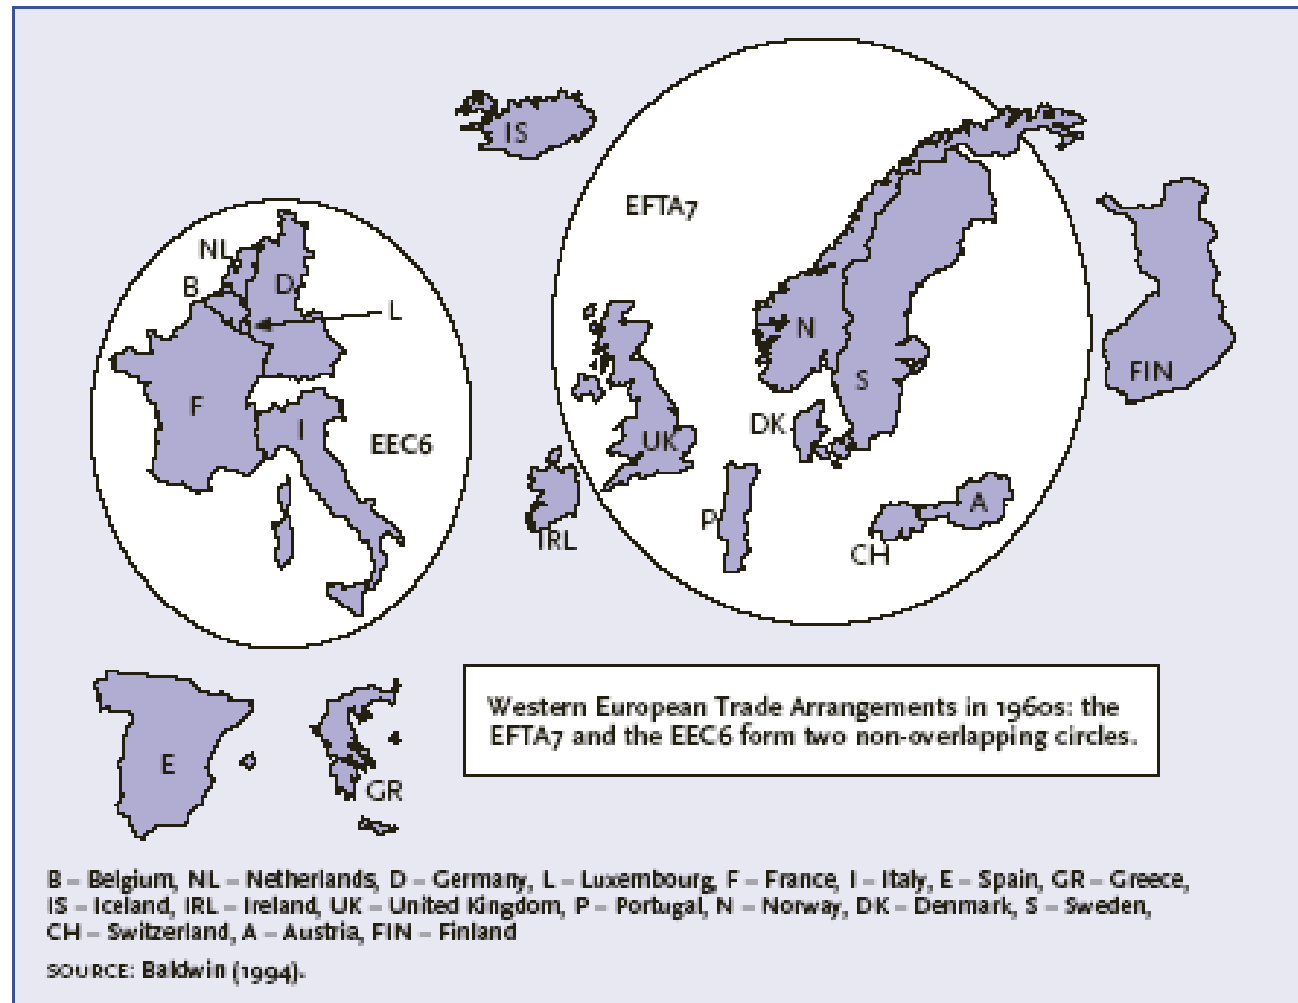 IS
EFTA7
NL
B
D
L
N
FIN
F
S
I
DK
UK
EEC6
A
P
IRL
CH
Western European Trade Arrangements in 1960s: the
EFTA7 and the EEC6 form two non-overlapping circles.
E
GR
B – Belgium, NL – Netherlands, D – Germany, L – Luxembourg, F – France, I – Italy, E – Spain, GR – Greece,
IS – Iceland, IRL – Ireland, UK – United Kingdom, P – Portugal, N – Norway, DK – Denmark, S – Sweden,
CH – Switzerland, A – Austria, FIN – Finland
SOURCE: Baldwin (1994).